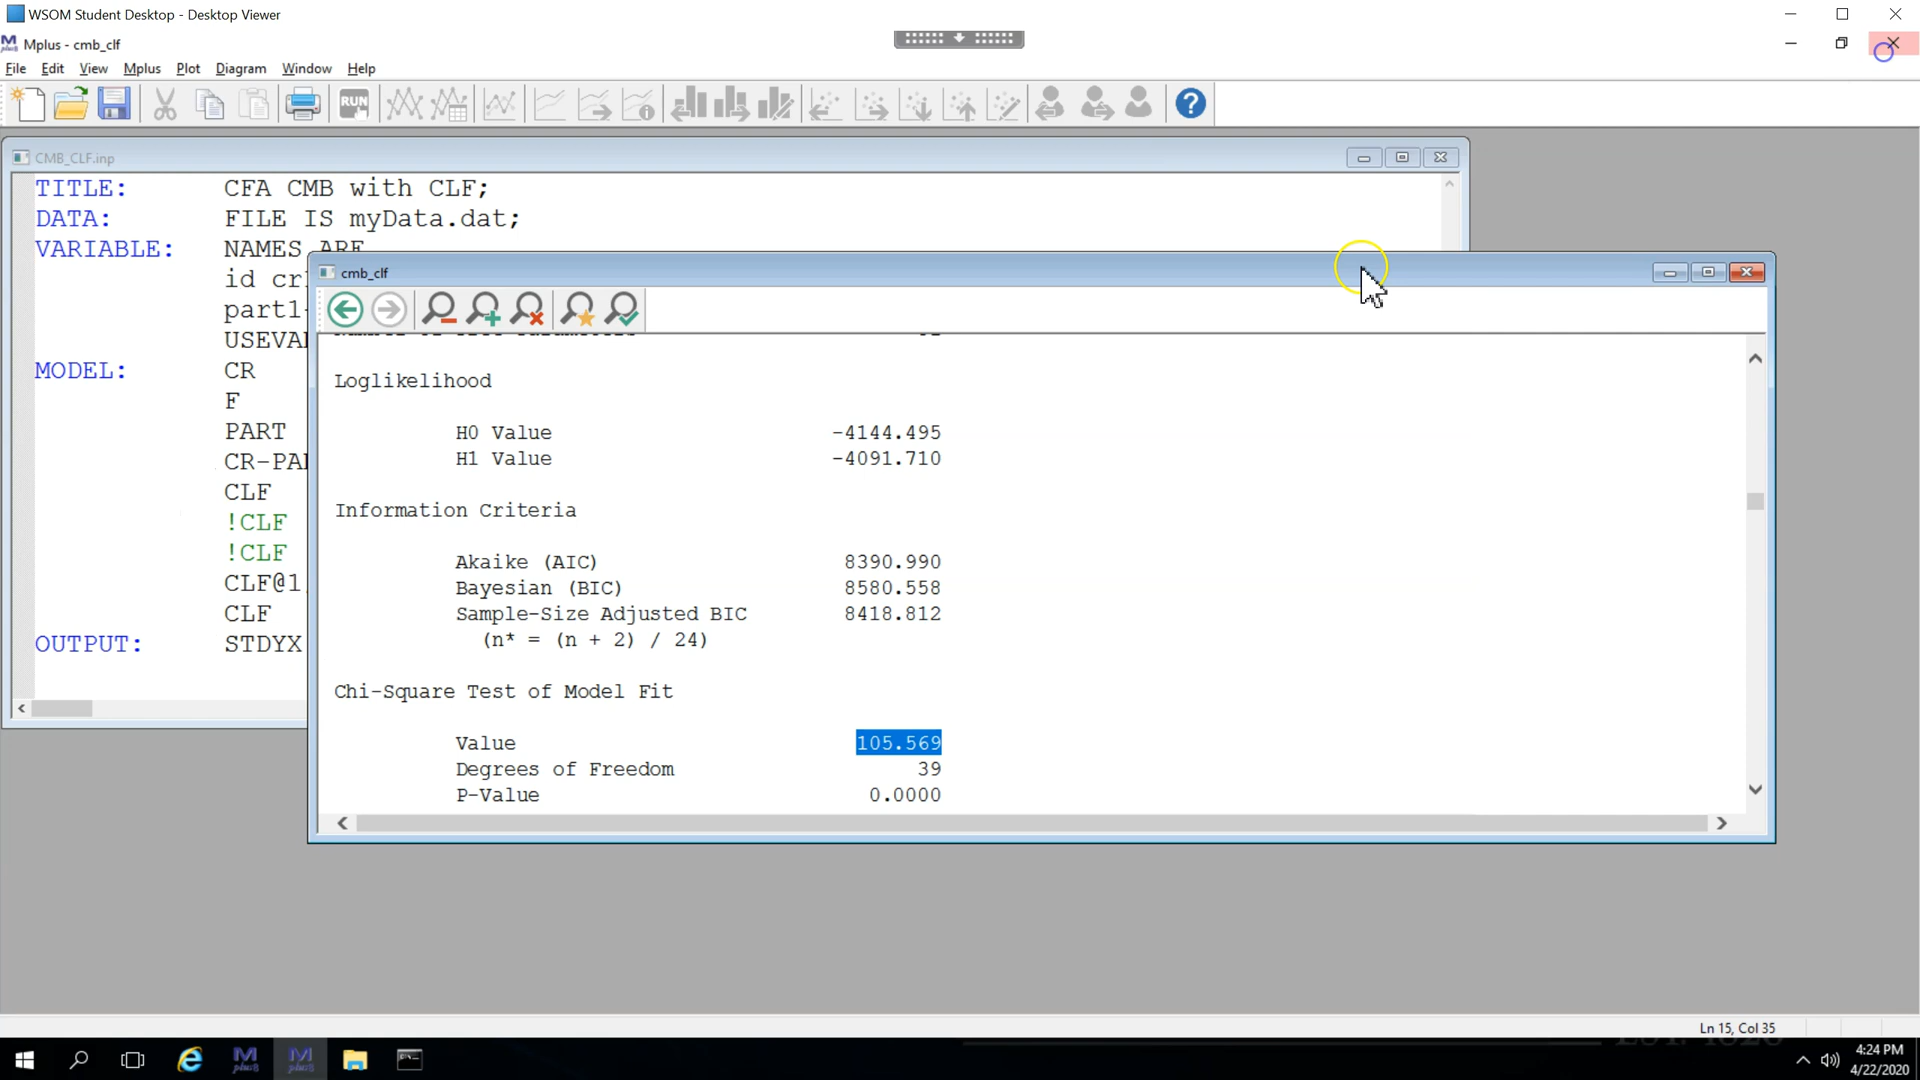 WSOM Student Desktop - Desktop Viewer
Mplus - cmb_clf
File Edit View Mplus Plot Diagram Window Help
RUN
CMB_CLF.inp
TITLE: CFA CMB with CLF;
DATA: FILE IS myData.dat;
VARIABLE: NAMES ARE
id cr
part1
USEVA
MODEL: CR
F
PART
CR-PA
CLF
!CLF
!CLF
CLF@1
CLF
OUTPUT: STDYX
cmb_clf
Loglikelihood
H0 Value -4144.495
H1 Value -4091.710
Information Criteria
Akaike (AIC) 8390.990
Bayesian (BIC) 8580.558
Sample-Size Adjusted BIC 8418.812
(n* = (n + 2) / 24)
Chi-Square Test of Model Fit
Value 105.569
Degrees of Freedom 39
P-Value 0.0000
Ln 15, Col 35
4:24 PM
4/22/2020